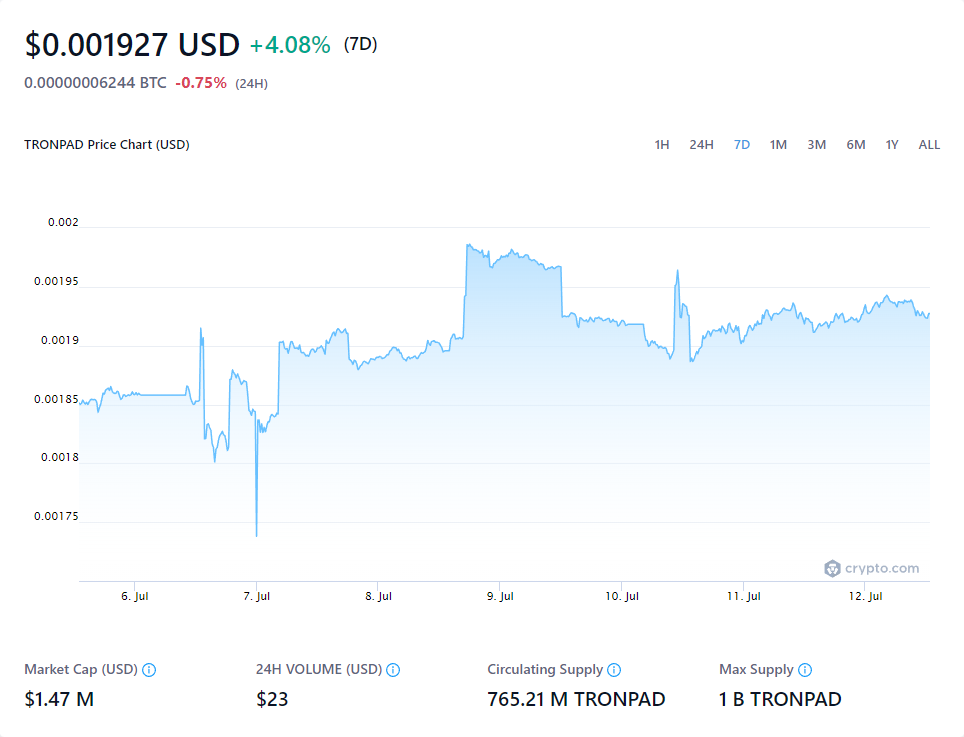 $0.001927 USD +4.08% (7D)
0.00000006244 BTC -0.75% (24H)
TRONPAD Price Chart (USD) 1H 24H 7D 1M 3M 6M 1Y ALL
0.002
0.00195
0.0019
0.00185
0.0018
0.00175
crypto.com
6. Jul 7. Jul 8. Jul 9. Jul 10. Jul 11. Jul 12. Jul
Market Cap (USD) 24H VOLUME (USD) Circulating Supply Max Supply
$1.47 M $23 765.21 M TRONPAD 1 B TRONPAD